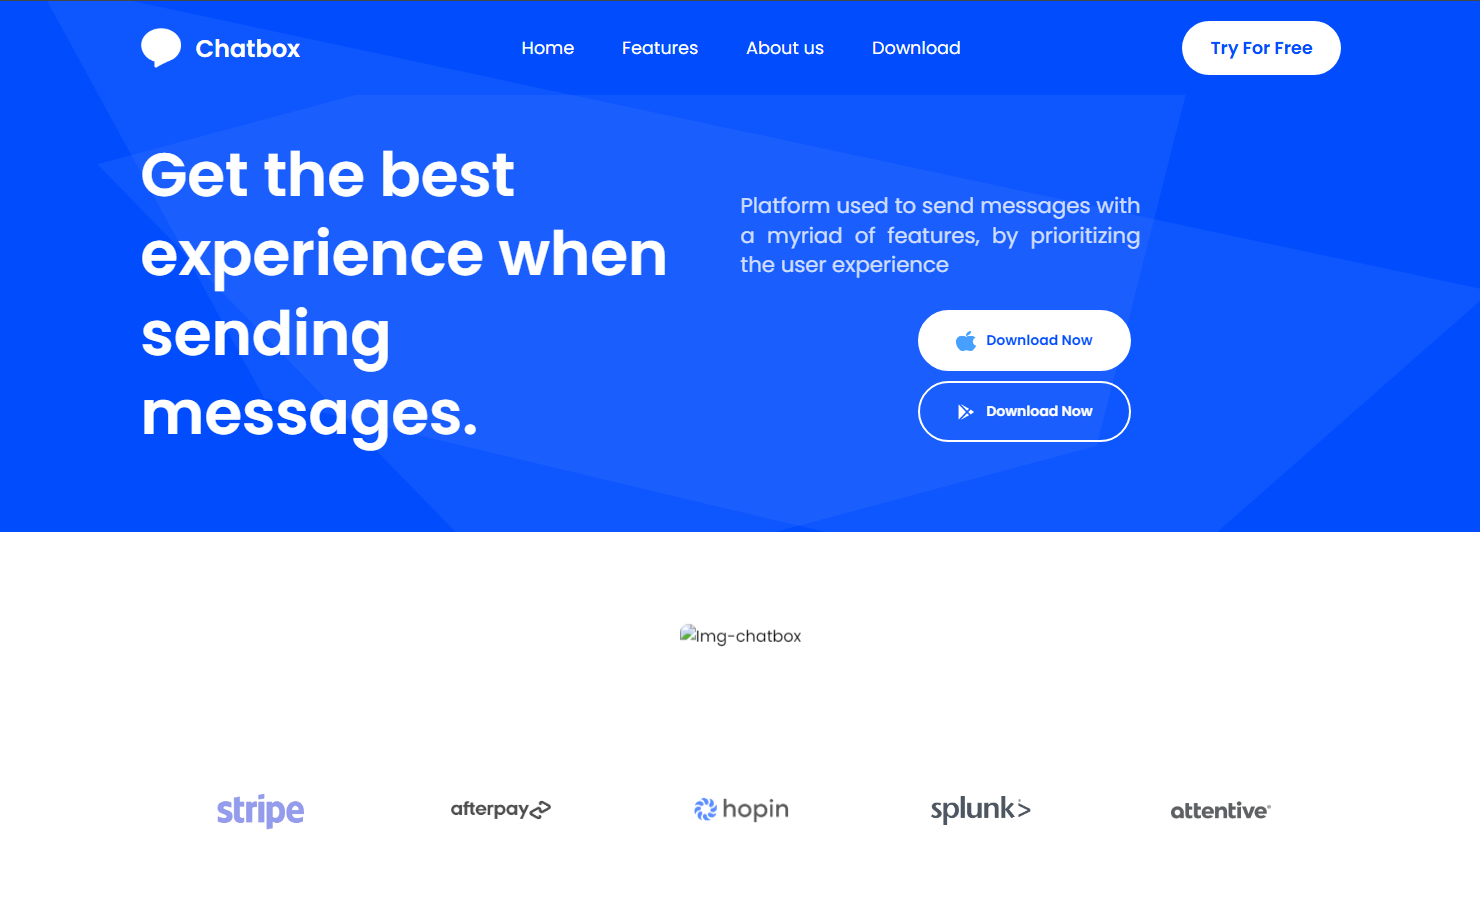 Chatbox
Home
Features
About us
Download
Try For Free
Get the best
experience when
sending
messages.
Platform used to send messages with
a myriad of features, by prioritizing
the user experience
Download Now
Download Now
Img-chatbox
stripe
afterpay
hopin
splunk>
attentive®